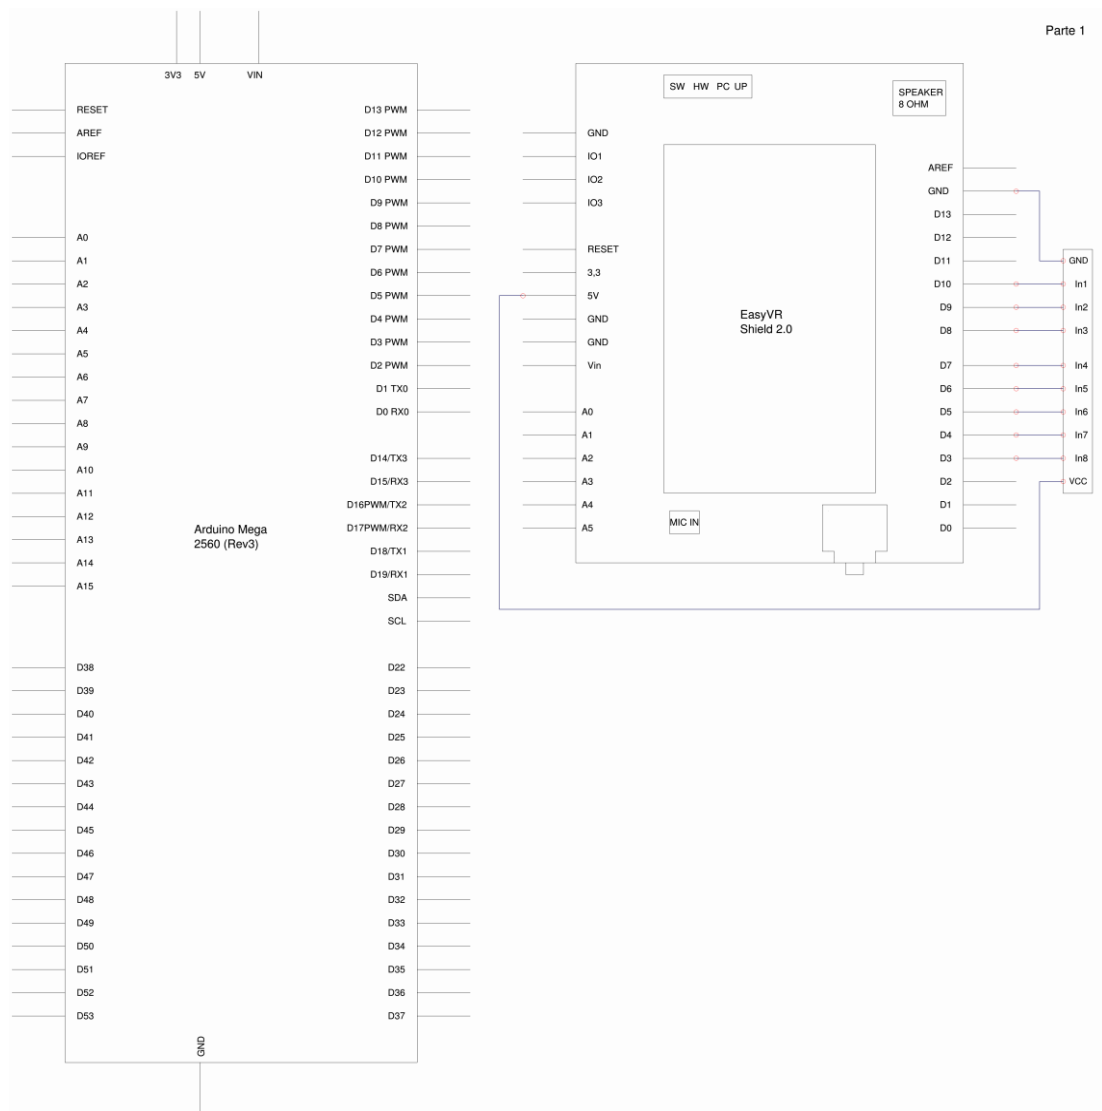 Parte 1
3V3 5V VIN
RESET
AREF
IOREF
A0
A1
A2
A3
A4
A5
A6
A7
A8
A9
A10
A11
A12
A13
A14
A15
D38
D39
D40
D41
D42
D43
D44
D45
D46
D47
D48
D49
D50
D51
D52
D53
Arduino Mega
2560 (Rev3)
D13 PWM
D12 PWM
D11 PWM
D10 PWM
D9 PWM
D8 PWM
D7 PWM
D6 PWM
D5 PWM
D4 PWM
D3 PWM
D2 PWM
D1 TX0
D0 RX0
D14/TX3
D15/RX3
D16PWM/TX2
D17PWM/RX2
D18/TX1
D19/RX1
SDA
SCL
D22
D23
D24
D25
D26
D27
D28
D29
D30
D31
D32
D33
D34
D35
D36
D37
GND
SW HW PC UP
SPEAKER
8 OHM
GND
IO1
IO2
IO3
RESET
3,3
5V
GND
GND
Vin
A0
A1
A2
A3
A4
A5
EasyVR
Shield 2.0
MIC IN
AREF
GND
D13
D12
D11
D10
D9
D8
D7
D6
D5
D4
D3
D2
D1
D0
GND
In1
In2
In3
In4
In5
In6
In7
In8
VCC